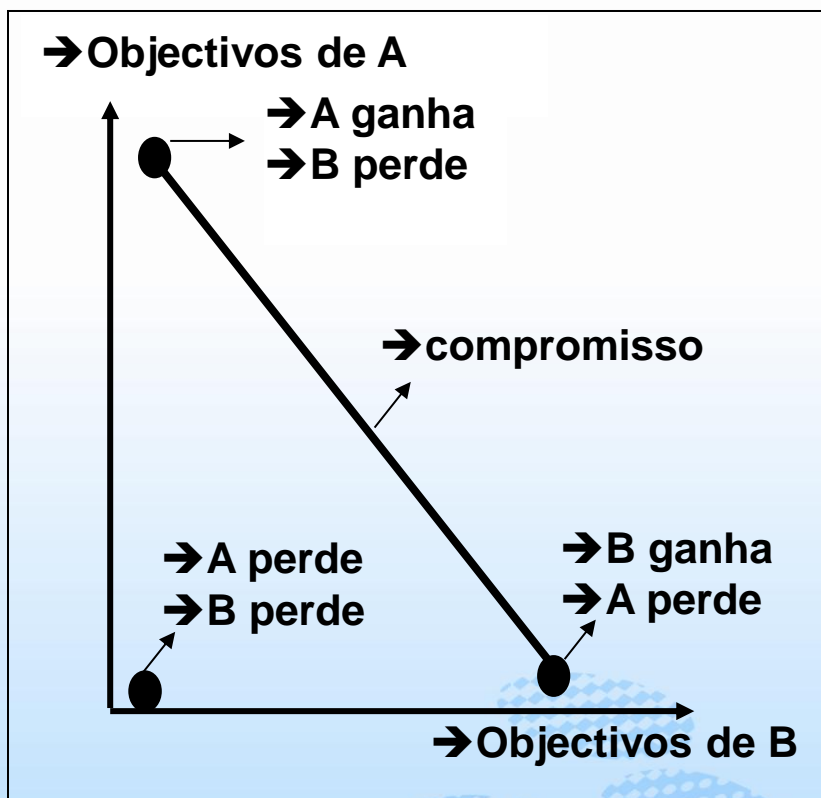 ➔Objectivos de A
➔A ganha
➔B perde
➔compromisso
➔A perde
➔B perde
➔B ganha
➔A perde
➔Objectivos de B